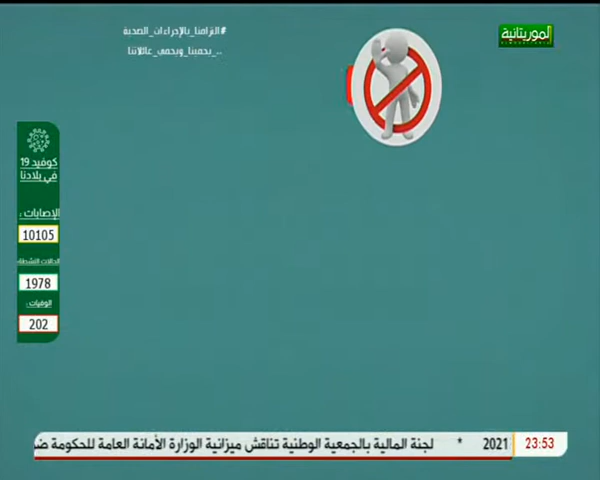 #التزامنا_بالإجراءات_الصحية
.._يحمينا_ويحمي_عائلاتنا
الموريتانية
كوفيد 19
في بلادنا
الإصابات :
10105
الحالات النشطة:
1978
الوفيات :
202
23:53
2021 * لجنة المالية بالجمعية الوطنية تناقش ميزانية الوزارة الأمانة العامة للحكومة ضر